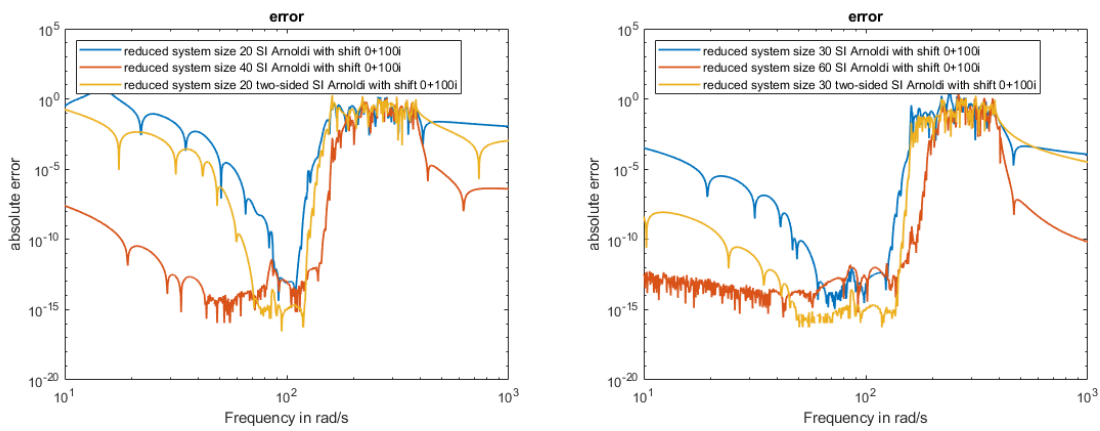 error
10^5
reduced system size 20 SI Arnoldi with shift 0+100i
reduced system size 40 SI Arnoldi with shift 0+100i
reduced system size 20 two-sided SI Arnoldi with shift 0+100i
10^0
10^-5
10^-10
10^-15
10^-20
absolute error
10^1
10^2
10^3
Frequency in rad/s
error
10^5
reduced system size 30 SI Arnoldi with shift 0+100i
reduced system size 60 SI Arnoldi with shift 0+100i
reduced system size 30 two-sided SI Arnoldi with shift 0+100i
10^0
10^-5
10^-10
10^-15
10^-20
absolute error
10^1
10^2
10^3
Frequency in rad/s